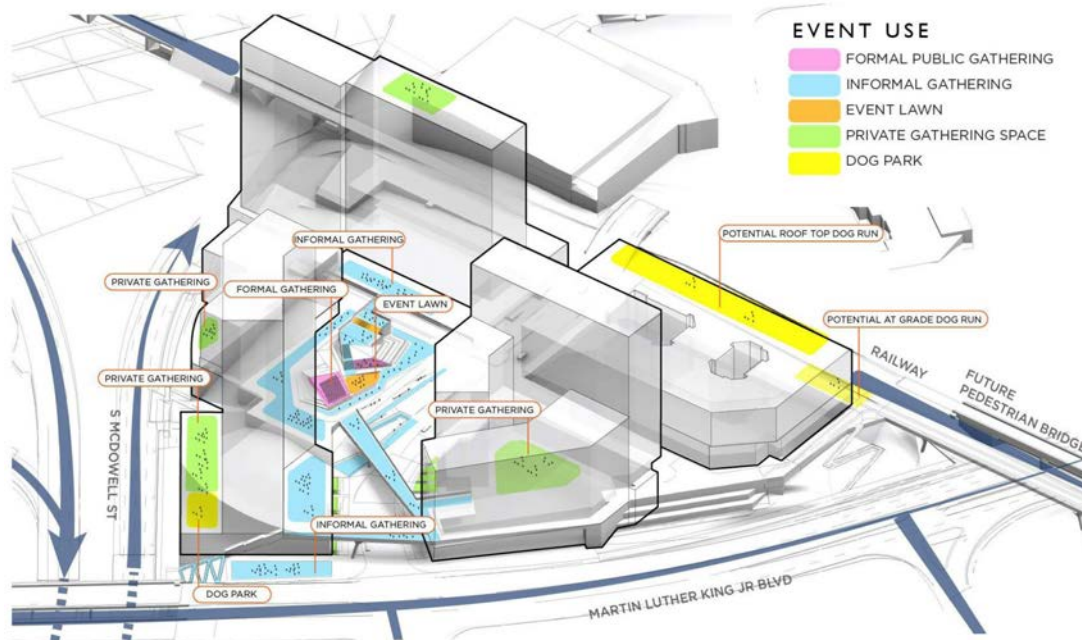 EVENT USE
FORMAL PUBLIC GATHERING
INFORMAL GATHERING
EVENT LAWN
PRIVATE GATHERING SPACE
DOG PARK
POTENTIAL ROOF TOP DOG RUN
INFORMAL GATHERING
PRIVATE GATHERING
FORMAL GATHERING
EVENT LAWN
POTENTIAL AT GRADE DOG RUN
RAILWAY
FUTURE
PEDESTRIAN BRIDGE
PRIVATE GATHERING
PRIVATE GATHERING
S MCDOWELL ST
INFORMAL GATHERING
DOG PARK
MARTIN LUTHER KING JR BLVD